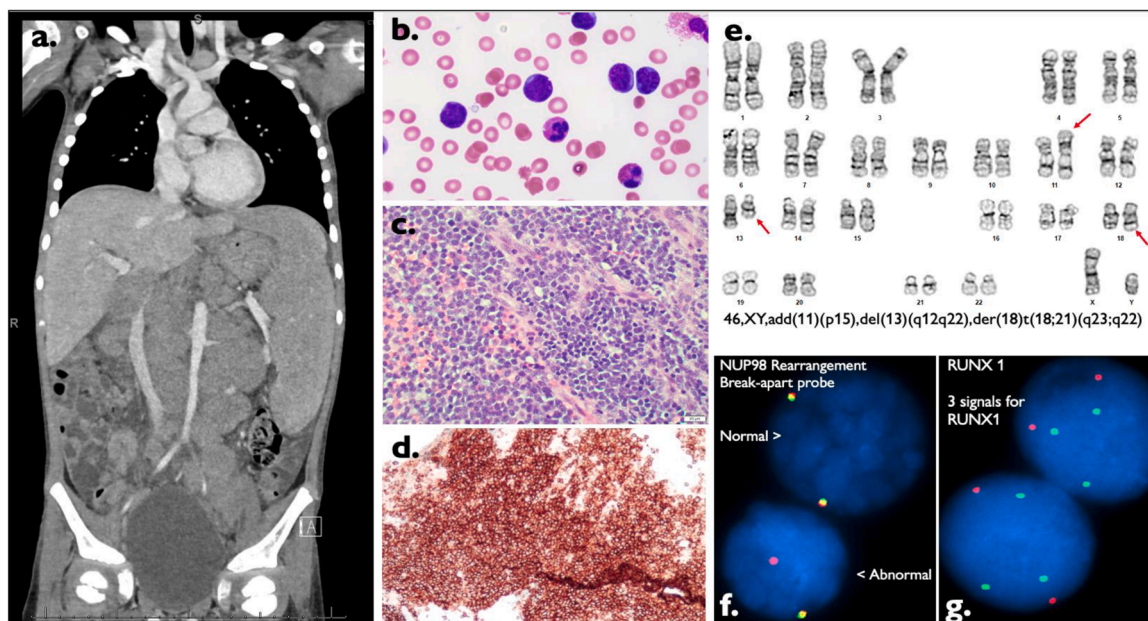 a.
S
R
A
b.
c.
d.
e.
1 2 3 4 5
6 7 8 9 10 11 12
13 14 15 16 17 18
19 20 21 22 X Y
46,XY,add(11)(p15),del(13)(q12q22),der(18)t(18;21)(q23;q22)
NUP98 Rearrangement
Break-apart probe
Normal >
< Abnormal
f.
RUNX 1
3 signals for
RUNX1
g.